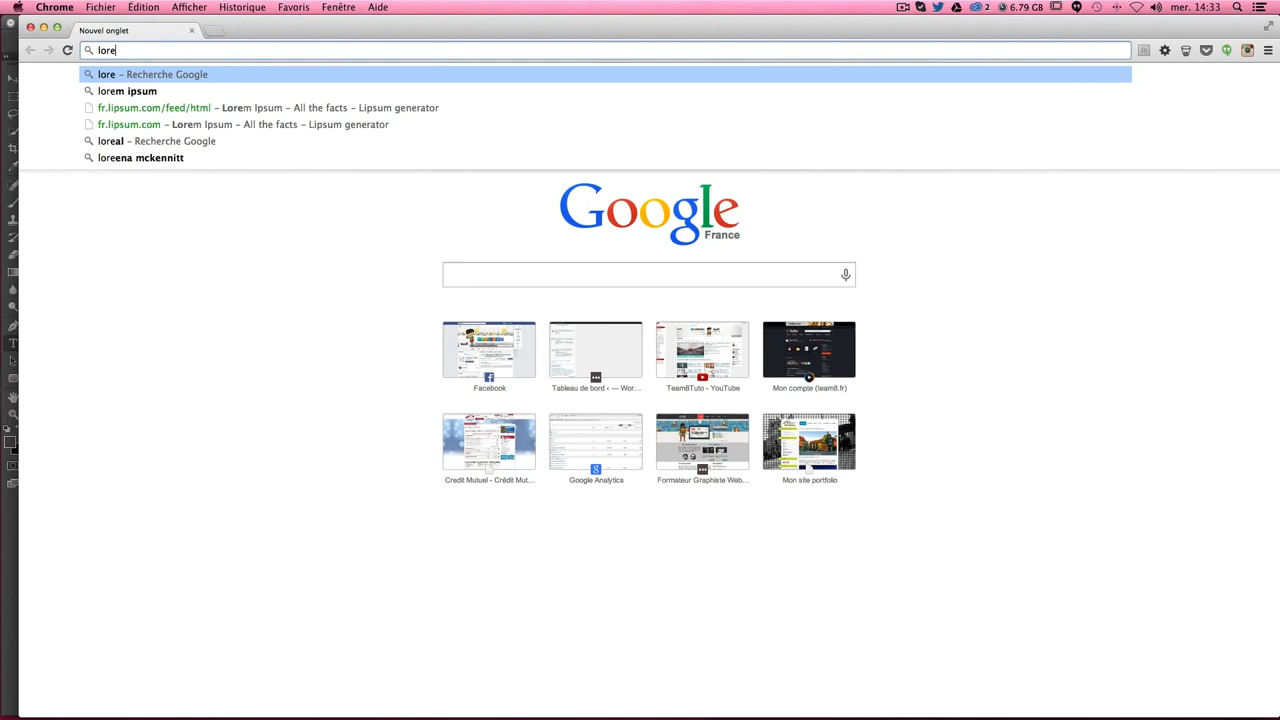 Chrome Fichier Édition Afficher Historique Favoris Fenêtre Aide 2 6.79 GB mer. 14:33
Nouvel onglet
lore
lore – Recherche Google
lorem ipsum
fr.lipsum.com/feed/html – Lorem Ipsum – All the facts – Lipsum generator
fr.lipsum.com – Lorem Ipsum – All the facts – Lipsum generator
loreal – Recherche Google
loreena mckennitt
Google
France
Facebook Tableau de bord ‹ — Wor... Team8Tuto - YouTube Mon compte (team8.fr)
Credit Mutuel - Crédit Mut... Google Analytics Formateur Graphiste Web... Mon site portfolio